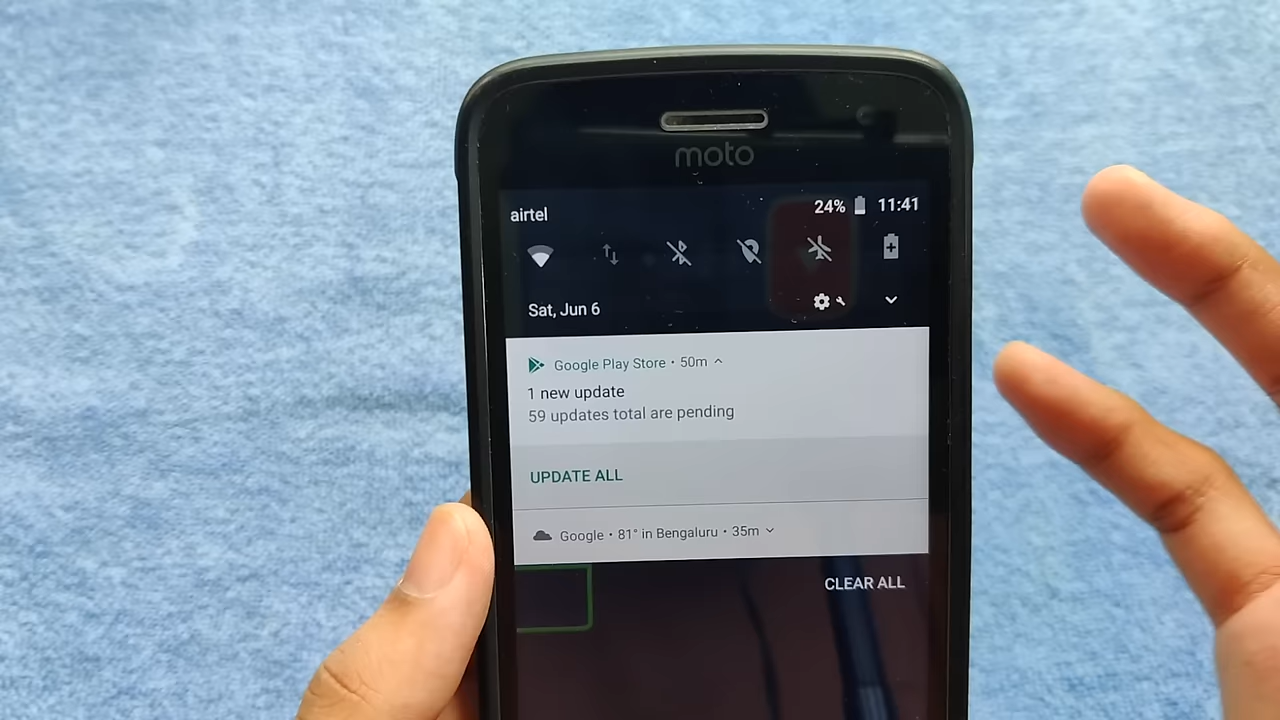 moto
airtel 24% 11:41
Sat, Jun 6
Google Play Store • 50m
1 new update
59 updates total are pending
UPDATE ALL
Google • 81° in Bengaluru • 35m
CLEAR ALL